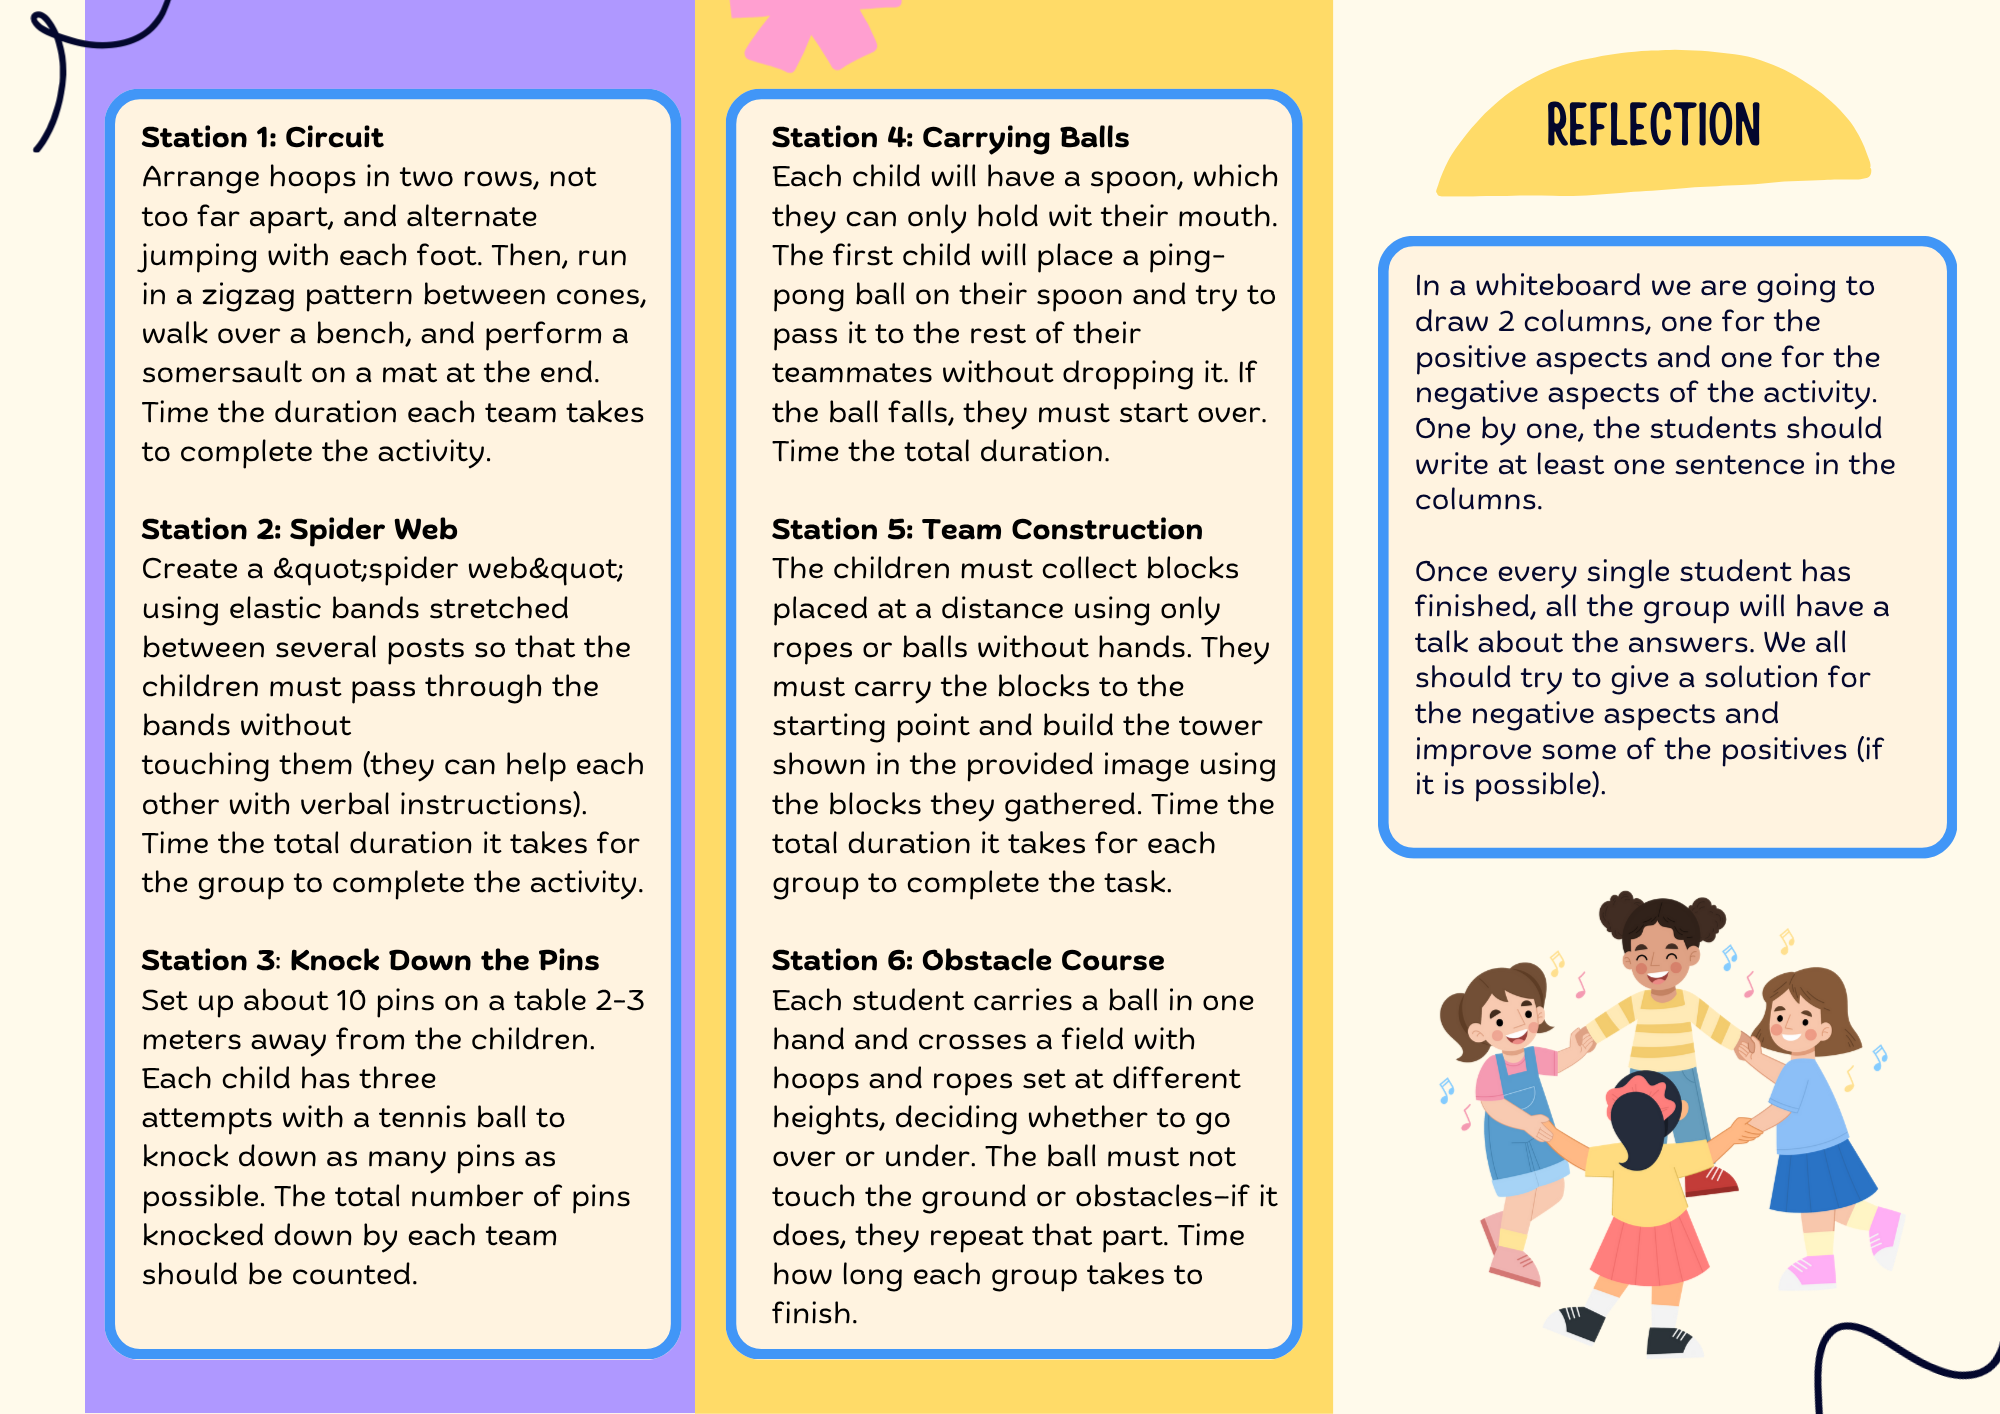 Station 1: Circuit
Arrange hoops in two rows, not
too far apart, and alternate
jumping with each foot. Then, run
in a zigzag pattern between cones,
walk over a bench, and perform a
somersault on a mat at the end.
Time the duration each team takes
to complete the activity.
Station 2: Spider Web
Create a &quot;spider web&quot;
using elastic bands stretched
between several posts so that the
children must pass through the
bands without
touching them (they can help each
other with verbal instructions).
Time the total duration it takes for
the group to complete the activity.
Station 3: Knock Down the Pins
Set up about 10 pins on a table 2-3
meters away from the children.
Each child has three
attempts with a tennis ball to
knock down as many pins as
possible. The total number of pins
knocked down by each team
should be counted.
Station 4: Carrying Balls
Each child will have a spoon, which
they can only hold wit their mouth.
The first child will place a ping-
pong ball on their spoon and try to
pass it to the rest of their
teammates without dropping it. If
the ball falls, they must start over.
Time the total duration.
Station 5: Team Construction
The children must collect blocks
placed at a distance using only
ropes or balls without hands. They
must carry the blocks to the
starting point and build the tower
shown in the provided image using
the blocks they gathered. Time the
total duration it takes for each
group to complete the task.
Station 6: Obstacle Course
Each student carries a ball in one
hand and crosses a field with
hoops and ropes set at different
heights, deciding whether to go
over or under. The ball must not
touch the ground or obstacles—if it
does, they repeat that part. Time
how long each group takes to
finish.
REFLECTION
In a whiteboard we are going to
draw 2 columns, one for the
positive aspects and one for the
negative aspects of the activity.
One by one, the students should
write at least one sentence in the
columns.
Once every single student has
finished, all the group will have a
talk about the answers. We all
should try to give a solution for
the negative aspects and
improve some of the positives (if
it is possible).